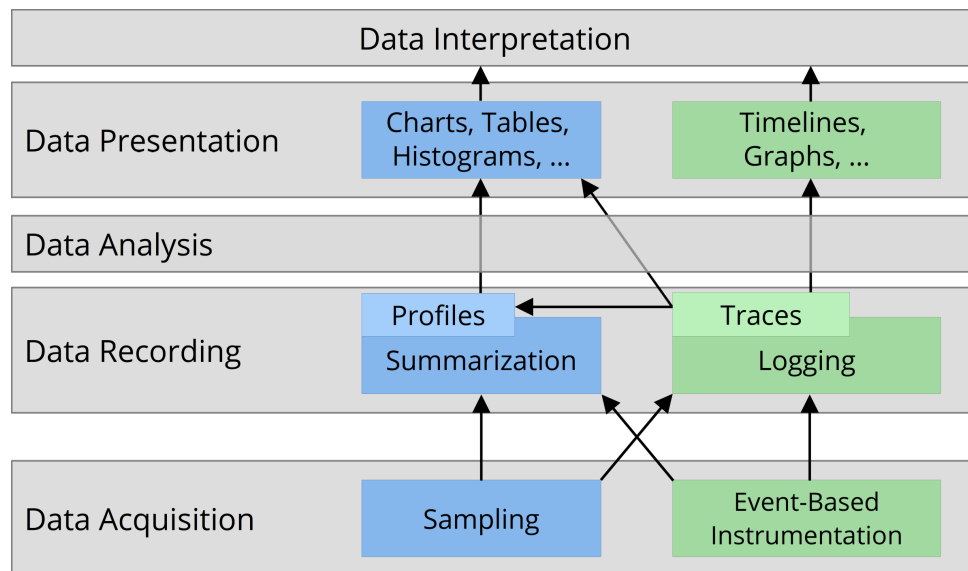 Data Interpretation
Data Presentation
Charts, Tables,
Histograms, ...
Timelines,
Graphs, ...
Data Analysis
Data Recording
Profiles
Summarization
Traces
Logging
Data Acquisition
Sampling
Event-Based
Instrumentation